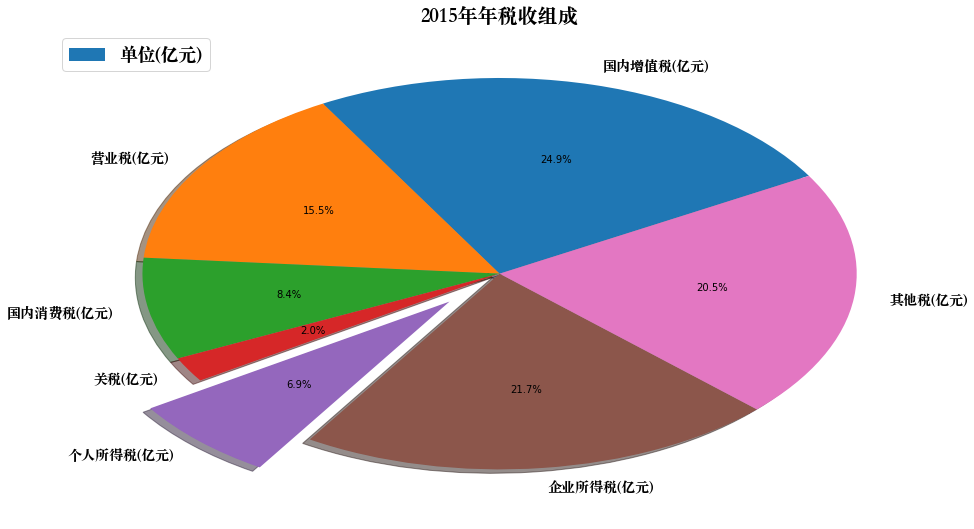 2015年年税收组成
单位(亿元)
国内增值税(亿元)
24.9%
营业税(亿元)
15.5%
国内消费税(亿元)
8.4%
关税(亿元)
2.0%
个人所得税(亿元)
6.9%
企业所得税(亿元)
21.7%
其他税(亿元)
20.5%